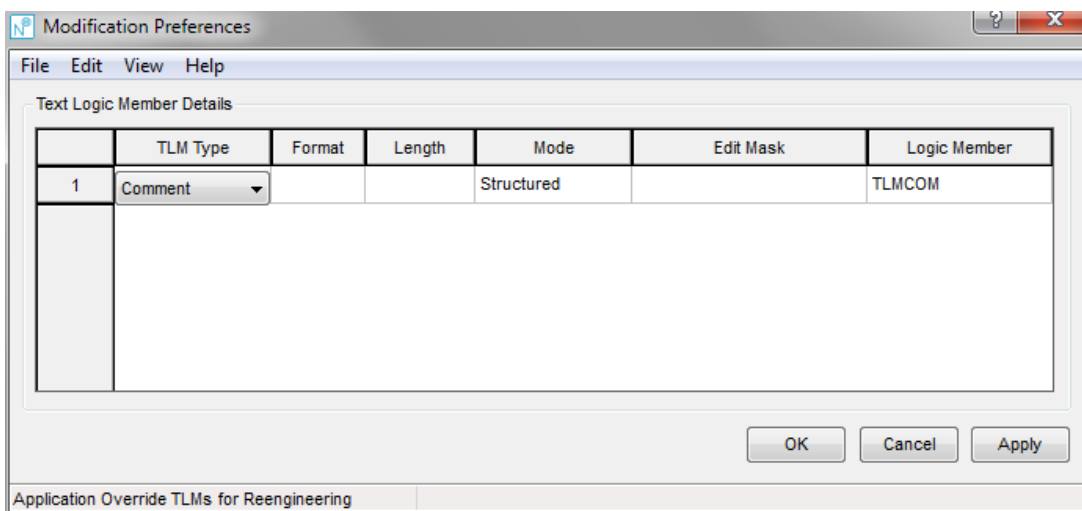 N Modification Preferences ? X
File Edit View Help
Text Logic Member Details
TLM Type Format Length Mode Edit Mask Logic Member
1 Comment Structured TLMCOM
OK Cancel Apply
Application Override TLMs for Reengineering